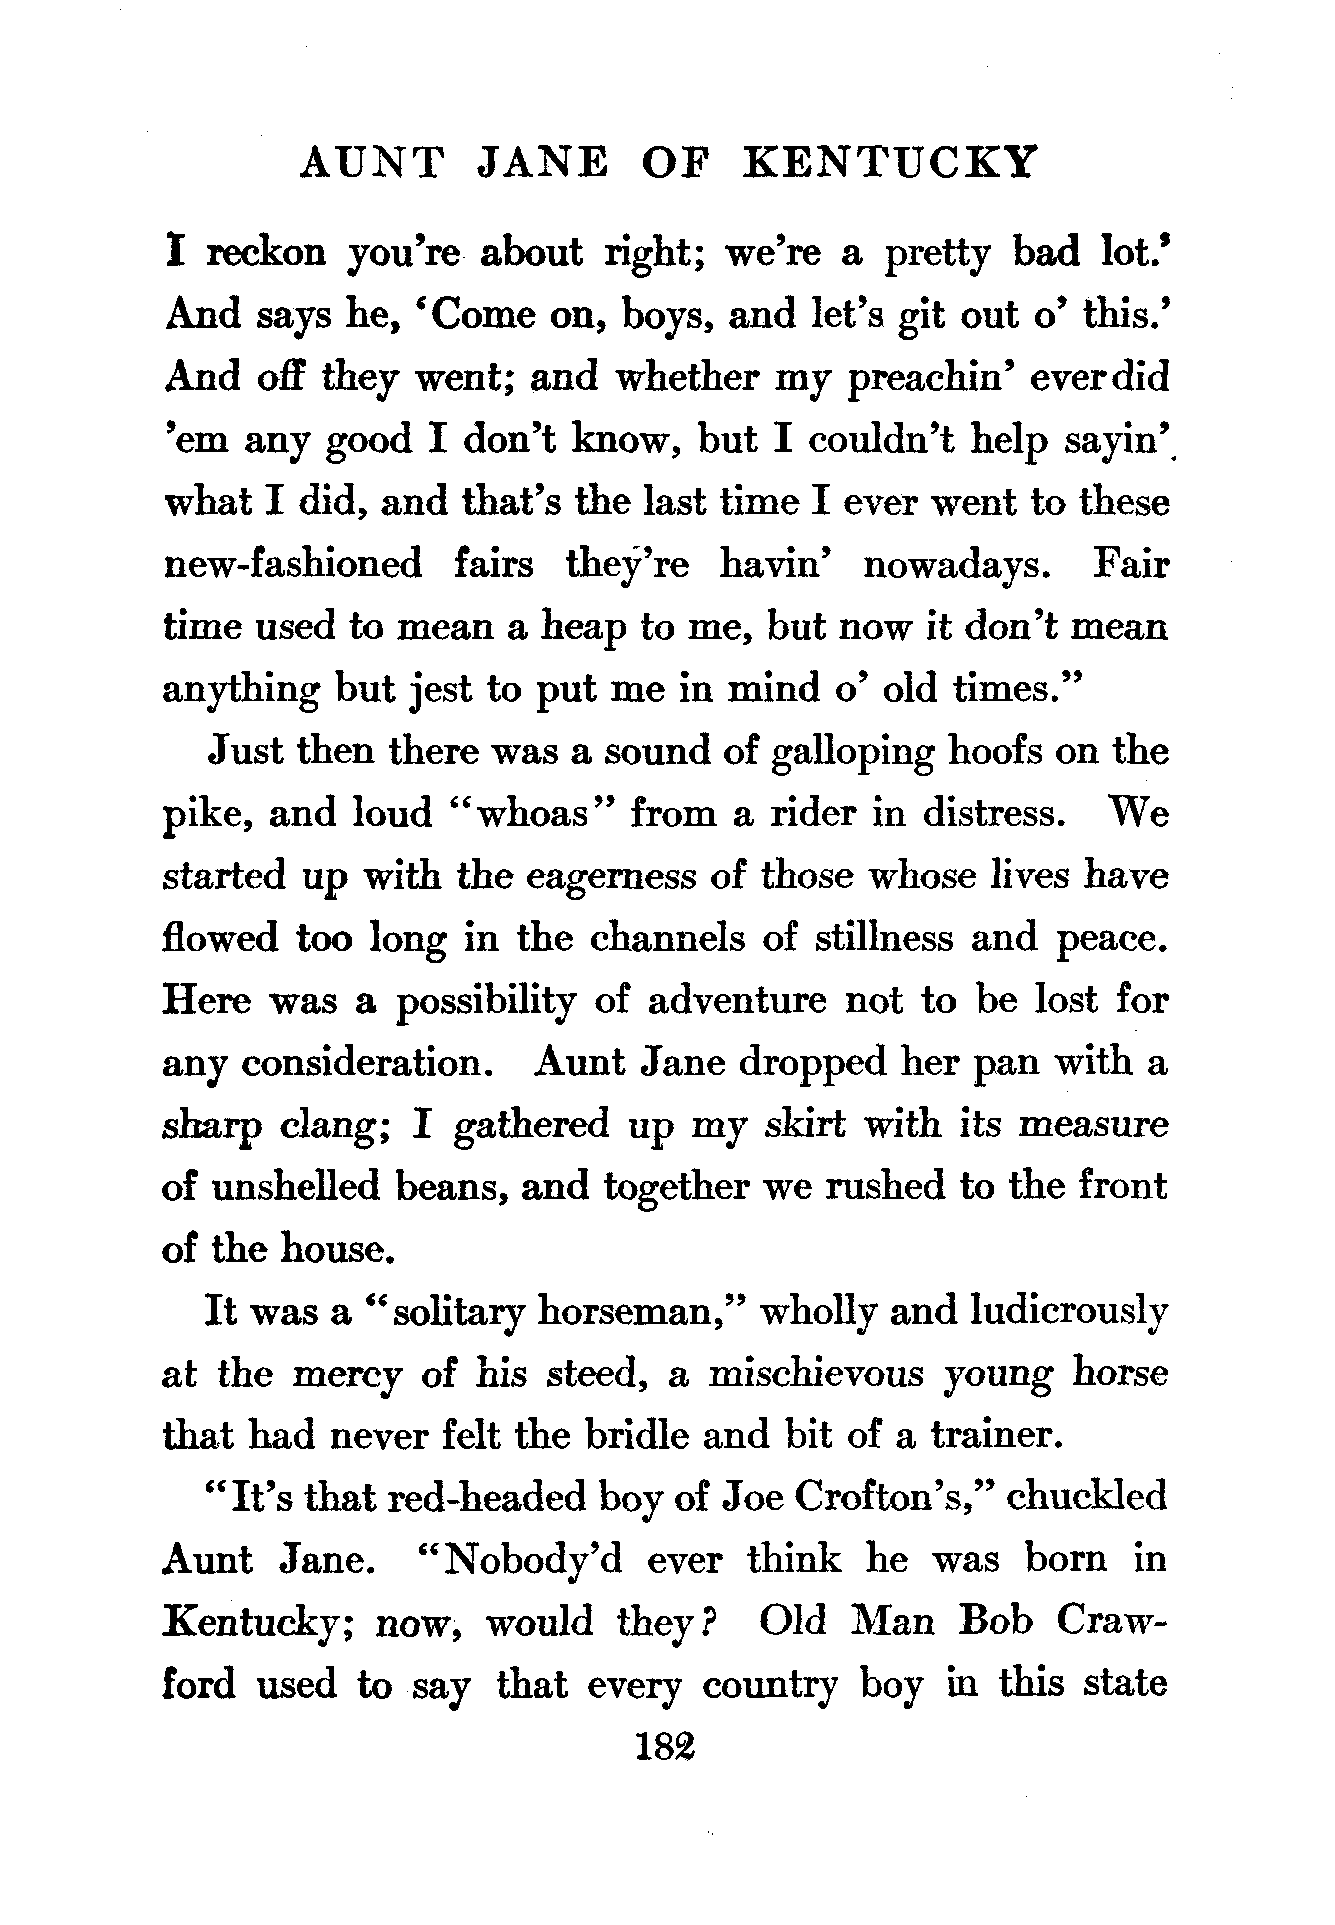 AUNT JANE OF KENTUCKY
I reckon you're about right; we're a pretty bad lot.'
And says he, 'Come on, boys, and let's git out o' this.'
And off they went; and whether my preachin' ever did
'em any good I don't know, but I couldn't help sayin'
what I did, and that's the last time I ever went to these
new-fashioned fairs they're havin' nowadays. Fair
time used to mean a heap to me, but now it don't mean
anything but jest to put me in mind o' old times."
Just then there was a sound of galloping hoofs on the
pike, and loud "whoas" from a rider in distress. We
started up with the eagerness of those whose lives have
flowed too long in the channels of stillness and peace.
Here was a possibility of adventure not to be lost for
any consideration. Aunt Jane dropped her pan with a
sharp clang; I gathered up my skirt with its measure
of unshelled beans, and together we rushed to the front
of the house.
It was a "solitary horseman," wholly and ludicrously
at the mercy of his steed, a mischievous young horse
that had never felt the bridle and bit of a trainer.
"It's that red-headed boy of Joe Crofton's," chuckled
Aunt Jane. "Nobody'd ever think he was born in
Kentucky; now, would they? Old Man Bob Craw-
ford used to say that every country boy in this state
182